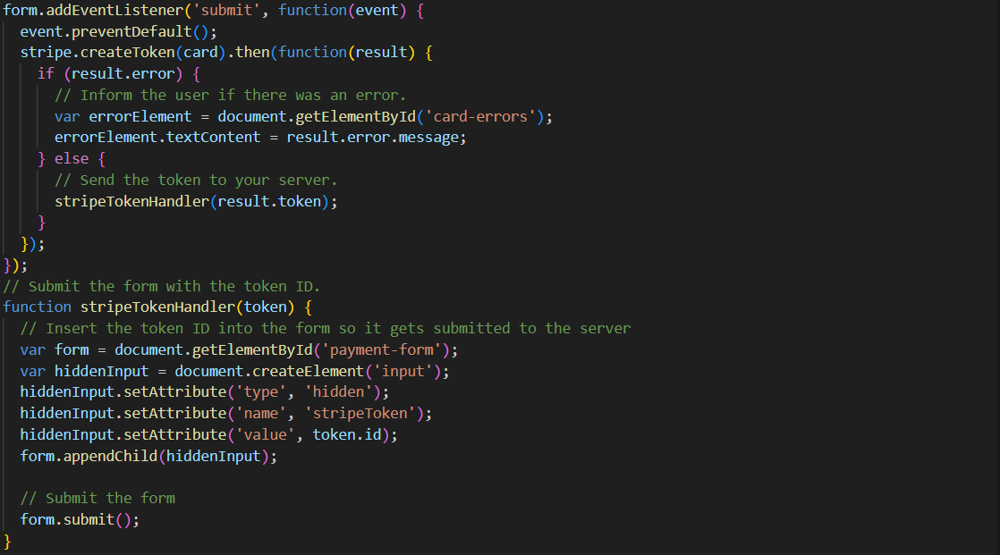 form.addEventListener('submit', function(event) {
  event.preventDefault();
  stripe.createToken(card).then(function(result) {
    if (result.error) {
      // Inform the user if there was an error.
      var errorElement = document.getElementById('card-errors');
      errorElement.textContent = result.error.message;
    } else {
      // Send the token to your server.
      stripeTokenHandler(result.token);
    }
  });
});
// Submit the form with the token ID.
function stripeTokenHandler(token) {
  // Insert the token ID into the form so it gets submitted to the server
  var form = document.getElementById('payment-form');
  var hiddenInput = document.createElement('input');
  hiddenInput.setAttribute('type', 'hidden');
  hiddenInput.setAttribute('name', 'stripeToken');
  hiddenInput.setAttribute('value', token.id);
  form.appendChild(hiddenInput);

  // Submit the form
  form.submit();
}